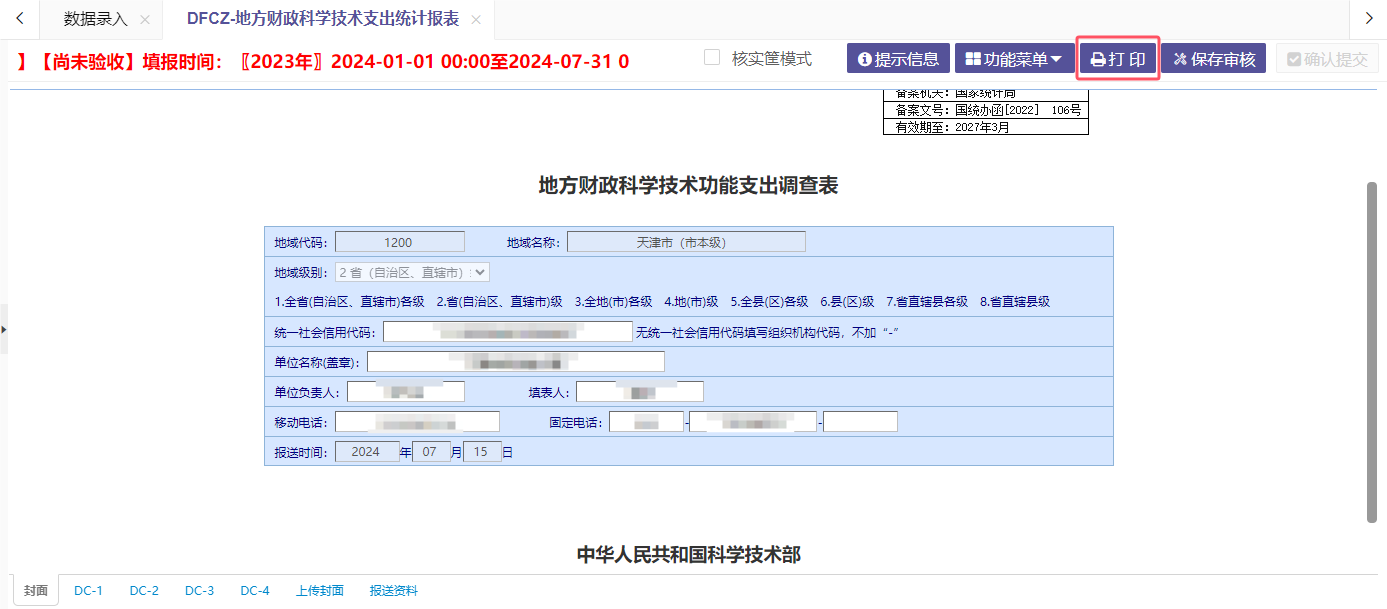 数据录入 ×
DFCZ-地方财政科学技术支出统计报表 ×
】【尚未验收】填报时间：〖2023年〗2024-01-01 00:00至2024-07-31 0
核实筐模式
提示信息
功能菜单
打 印
保存审核
确认提交
备案机关：国家统计局
备案文号：国统办函[2022] 106号
有效期至：2027年3月
地方财政科学技术功能支出调查表
地域代码：1200 地域名称：天津市（市本级）
地域级别：2 省（自治区、直辖市）
1.全省(自治区、直辖市)各级 2.省(自治区、直辖市)级 3.全地(市)各级 4.地(市)级 5.全县(区)各级 6.县(区)级 7.省直辖县各级 8.省直辖县级
统一社会信用代码： 无统一社会信用代码填写组织机构代码，不加“-”
单位名称(盖章)：
单位负责人： 填表人：
移动电话： 固定电话： - -
报送时间：2024年07月15日
中华人民共和国科学技术部
封面 DC-1 DC-2 DC-3 DC-4 上传封面 报送资料